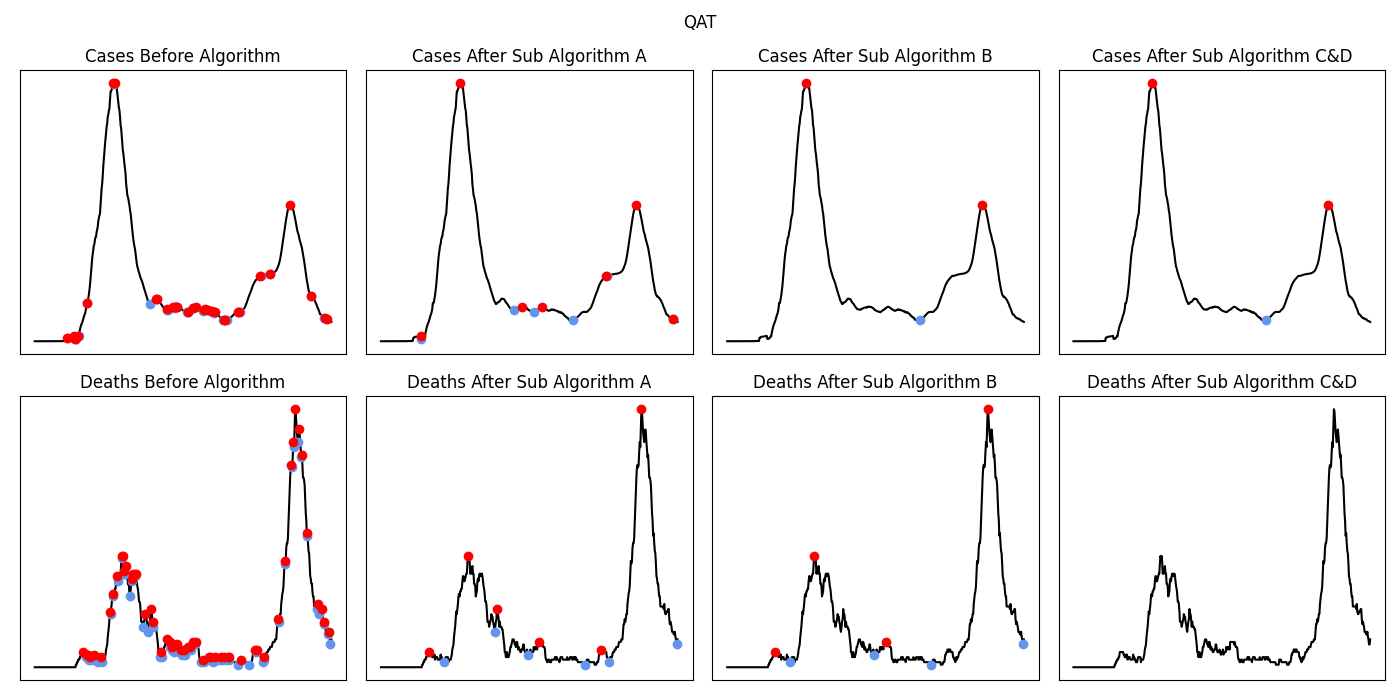 QAT
Cases Before Algorithm
Cases After Sub Algorithm A
Cases After Sub Algorithm B
Cases After Sub Algorithm C&D
Deaths Before Algorithm
Deaths After Sub Algorithm A
Deaths After Sub Algorithm B
Deaths After Sub Algorithm C&D